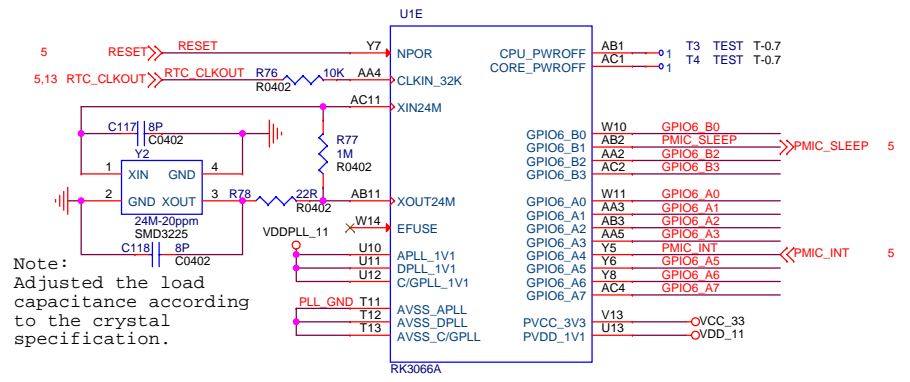 U1E
5 RESET RESET Y7 NPOR CPU_PWROFF AB1 1 T3 TEST T-0.7
CORE_PWROFF AC1 1 T4 TEST T-0.7
5,13 RTC_CLKOUT RTC_CLKOUT R76 10K AA4 CLKIN_32K
R0402
AC11 XIN24M
C117 8P
C0402
R77
1M
R0402
Y2
1 XIN GND 4
2 GND XOUT 3
24M-20ppm
SMD3225
R78 22R AB11 XOUT24M
R0402
C118 8P
C0402
W14 EFUSE
VDDPLL_11
U10 APLL_1V1
U11 DPLL_1V1
U12 C/GPLL_1V1
PLL_GND T11 AVSS_APLL
T12 AVSS_DPLL
T13 AVSS_C/GPLL
GPIO6_B0 W10 GPIO6_B0
GPIO6_B1 AB2 PMIC_SLEEP PMIC_SLEEP 5
GPIO6_B2 AA2 GPIO6_B2
GPIO6_B3 AC2 GPIO6_B3
GPIO6_A0 W11 GPIO6_A0
GPIO6_A1 AA3 GPIO6_A1
GPIO6_A2 AB3 GPIO6_A2
GPIO6_A3 AA5 GPIO6_A3
GPIO6_A4 Y5 PMIC_INT PMIC_INT 5
GPIO6_A5 Y6 GPIO6_A5
GPIO6_A6 Y8 GPIO6_A6
GPIO6_A7 AC4 GPIO6_A7
PVCC_3V3 V13 VCC_33
PVDD_1V1 U13 VDD_11
RK3066A
Note:
Adjusted the load
capacitance according
to the crystal
specification.